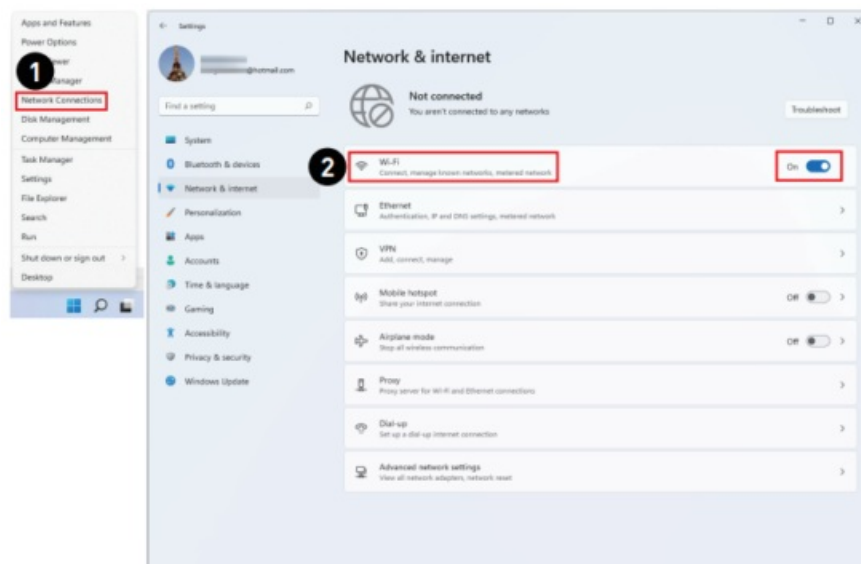 Apps and Features
Power Options
1
Network Connections
Disk Management
Computer Management
Task Manager
Settings
File Explorer
Search
Run
Shut down or sign out
Desktop
Settings
@hotmail.com
Find a setting
System
Bluetooth & devices
Network & internet
Personalization
Apps
Accounts
Time & language
Gaming
Accessibility
Privacy & security
Windows Update
Network & internet
Not connected
You aren't connected to any networks
Troubleshoot
2
Wi-Fi
Connect, manage known networks, metered network
On
Ethernet
Authentication, IP and DNS settings, metered network
VPN
Add, connect, manage
Mobile hotspot
Share your internet connection
Off
Airplane mode
Stop all wireless communication
Off
Proxy
Proxy server for Wi-Fi and Ethernet connections
Dial-up
Set up a dial-up internet connection
Advanced network settings
View all network adapters, network reset